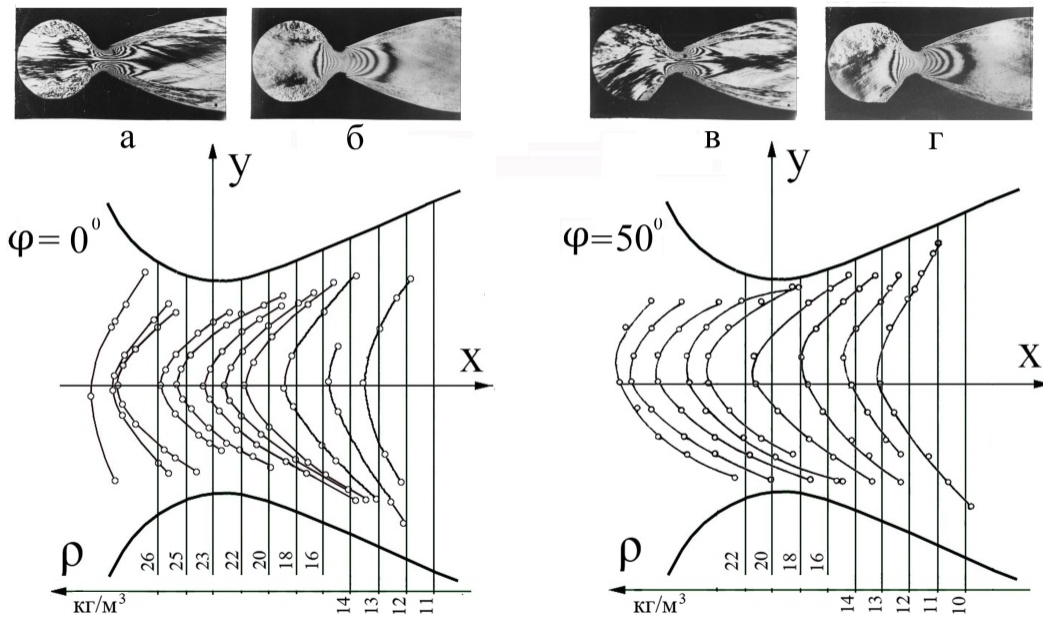 а б в г
y y
φ= 0⁰ φ=50⁰
x x
ρ 26 25 23 22 20 18 16 ρ 22 20 18 16
кг/м³ 14 13 12 11 кг/м³ 14 13 12 11 10